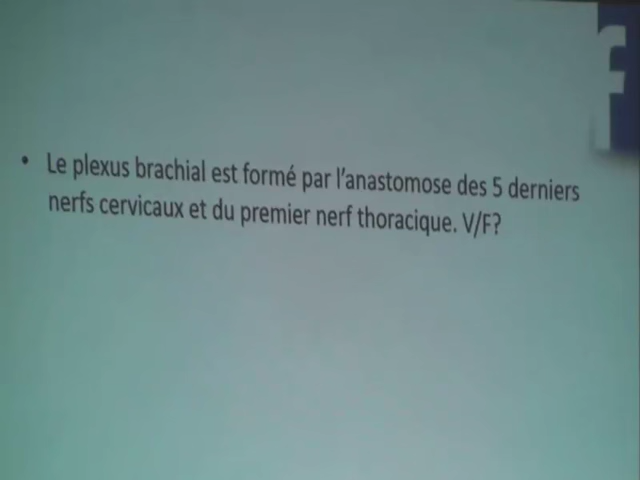 f
• Le plexus brachial est formé par l'anastomose des 5 derniers
nerfs cervicaux et du premier nerf thoracique. V/F?